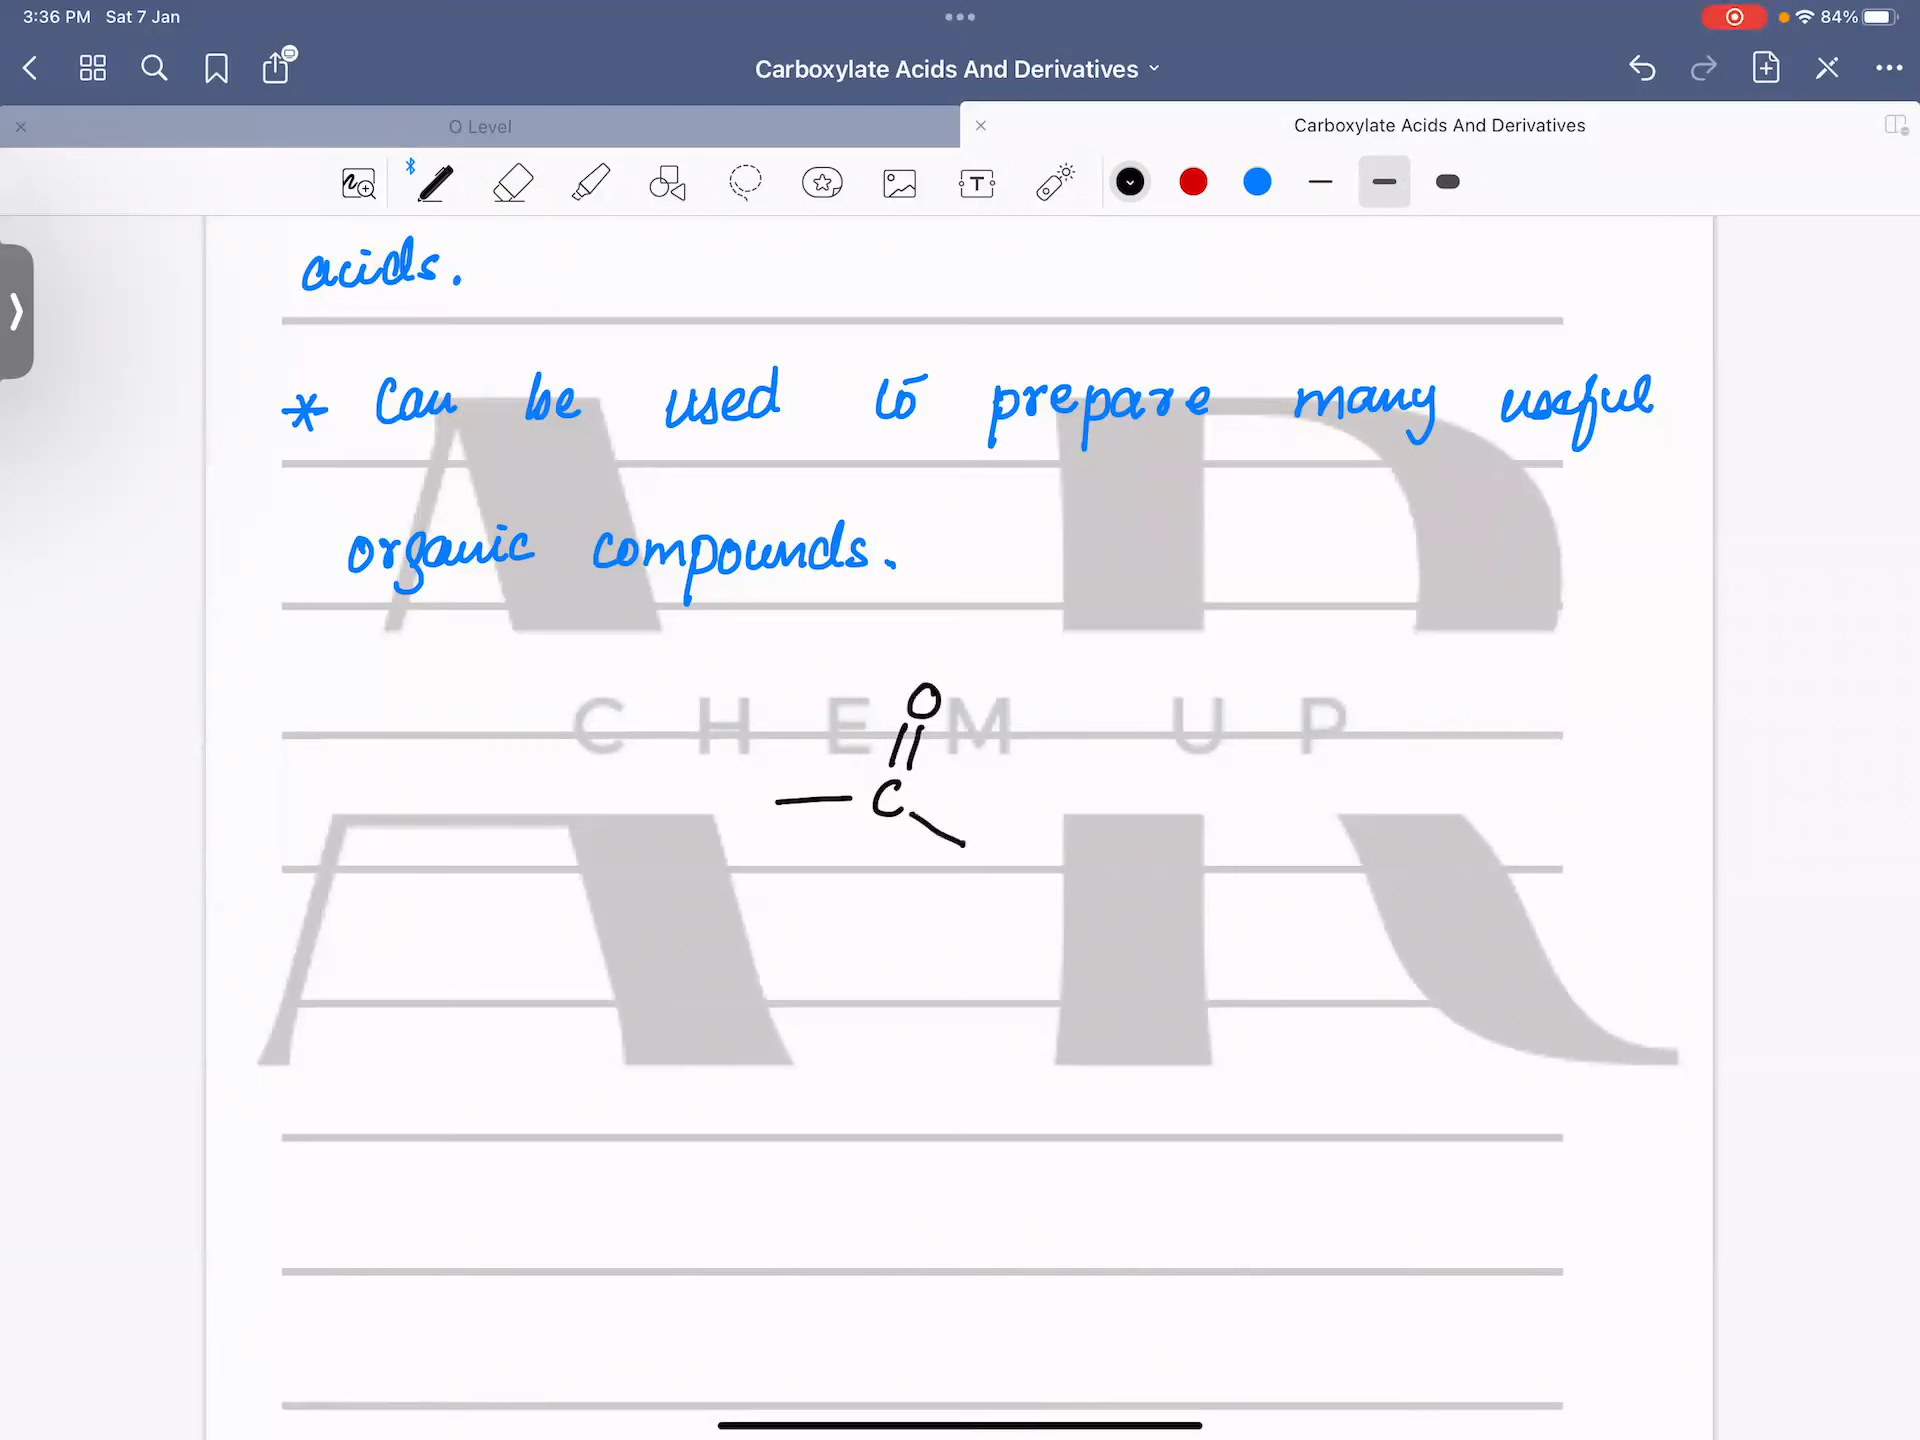 3:36 PM Sat 7 Jan
84%
Carboxylate Acids And Derivatives
O Level
Carboxylate Acids And Derivatives
T
acids.
* Can be used to prepare many useful
organic compounds.
O
CHEM UP
C